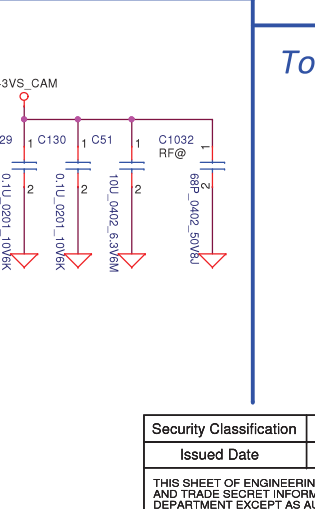 To
-3VS_CAM
29
1
C130
1
C51
1
C1032
RF@
1
2
2
2
2
0.1U_0201_10V6K
0.1U_0201_10V6K
10U_0402_6.3V6M
68P_0402_50V8J
Security Classification
Issued Date
THIS SHEET OF ENGINEERIN
AND TRADE SECRET INFORM
DEPARTMENT EXCEPT AS AU